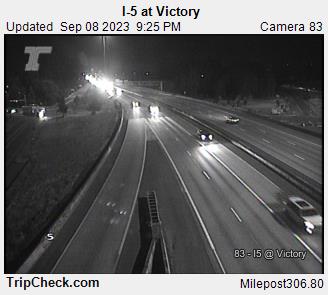 I-5 at Victory
Updated Sep 08 2023 9:25 PM Camera 83
T
S
83 - I5 @ Victory
TripCheck.com Milepost306.80